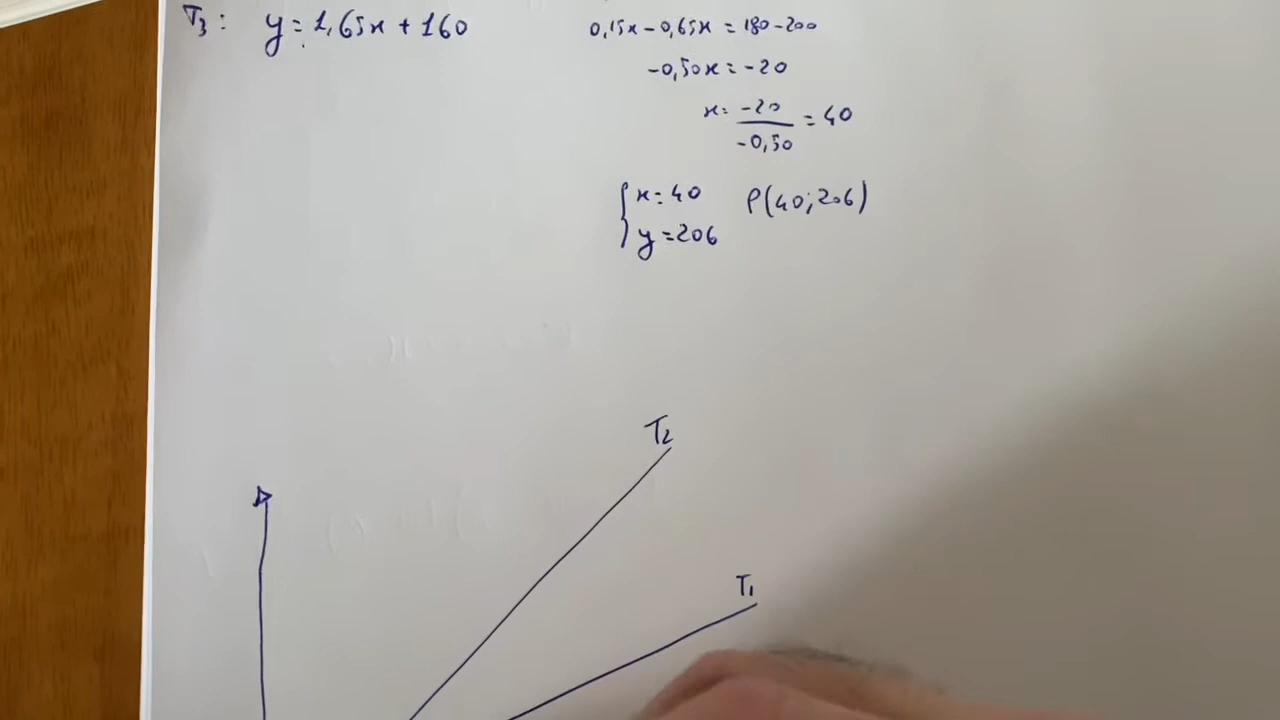 T3: y=1,65x+160
0,15x-0,65x=180-200
-0,50x=-20
x= -20 / -0,50 =40
x=40 P(40;206)
y=206
T2
T1